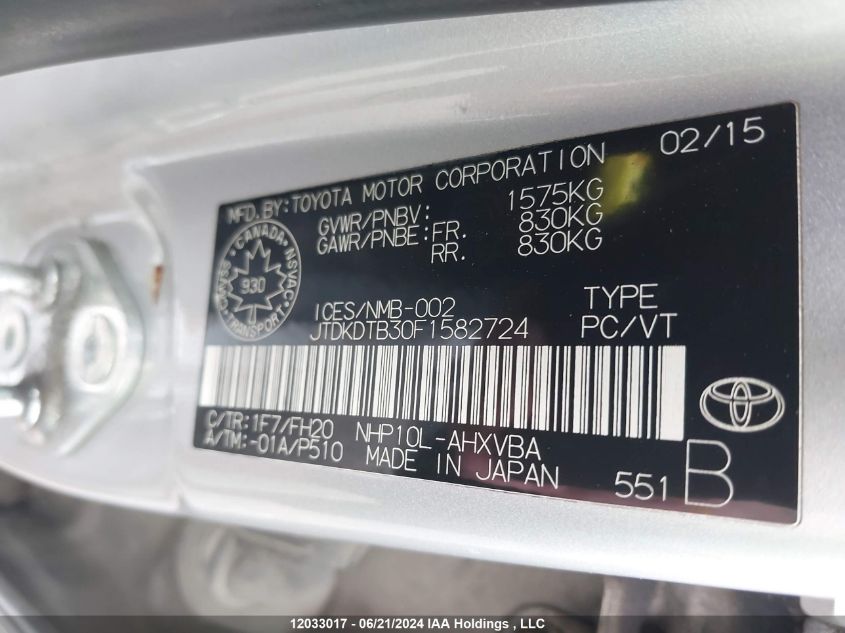 02/15
MFD.BY:TOYOTA MOTOR CORPORATION
GVWR/PNBV: 1575KG
GAWR/PNBE:FR. 830KG
RR. 830KG
CANADA
CMVSS NSVAC
930
TRANSPORT
ICES/NMB-002 TYPE
JTDKDTB30F1582724 PC/VT
C/TR:1F7/FH20 NHP10L-AHXVBA
A/TM:-01A/P510 MADE IN JAPAN 551 B
12033017 - 06/21/2024 IAA Holdings , LLC